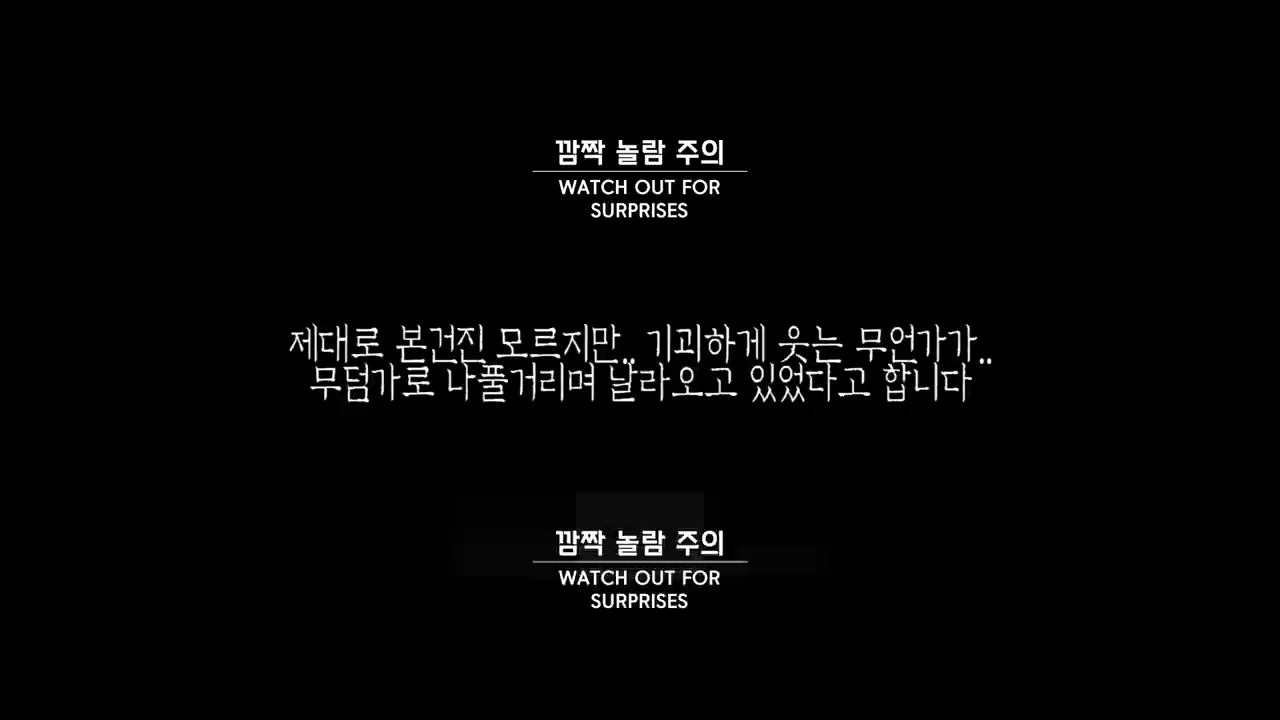 깜짝 놀람 주의
WATCH OUT FOR
SURPRISES
제대로 본건진 모르지만.. 기괴하게 웃는 무언가가..
무덤가로 나풀거리며 날라오고 있었다고 합니다
깜짝 놀람 주의
WATCH OUT FOR
SURPRISES